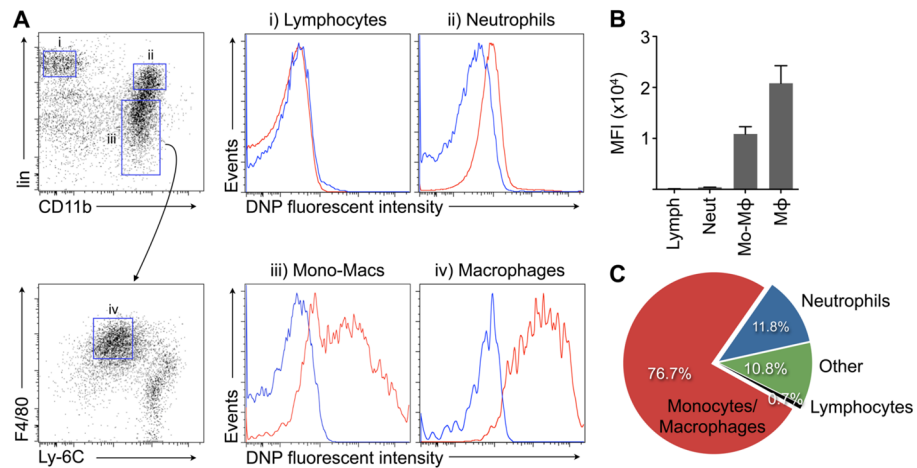 A
i) Lymphocytes
ii) Neutrophils
i
ii
iii
lin
CD11b
Events
DNP fluorescent intensity
iii) Mono-Macs
iv) Macrophages
iv
F4/80
Ly-6C
Events
DNP fluorescent intensity
B
3
2
1
MFI (x10⁴)
Lymph
Neut
Mo-Mϕ
Mϕ
C
Neutrophils
11.8%
Other
10.8%
0.7%
Lymphocytes
76.7%
Monocytes/
Macrophages